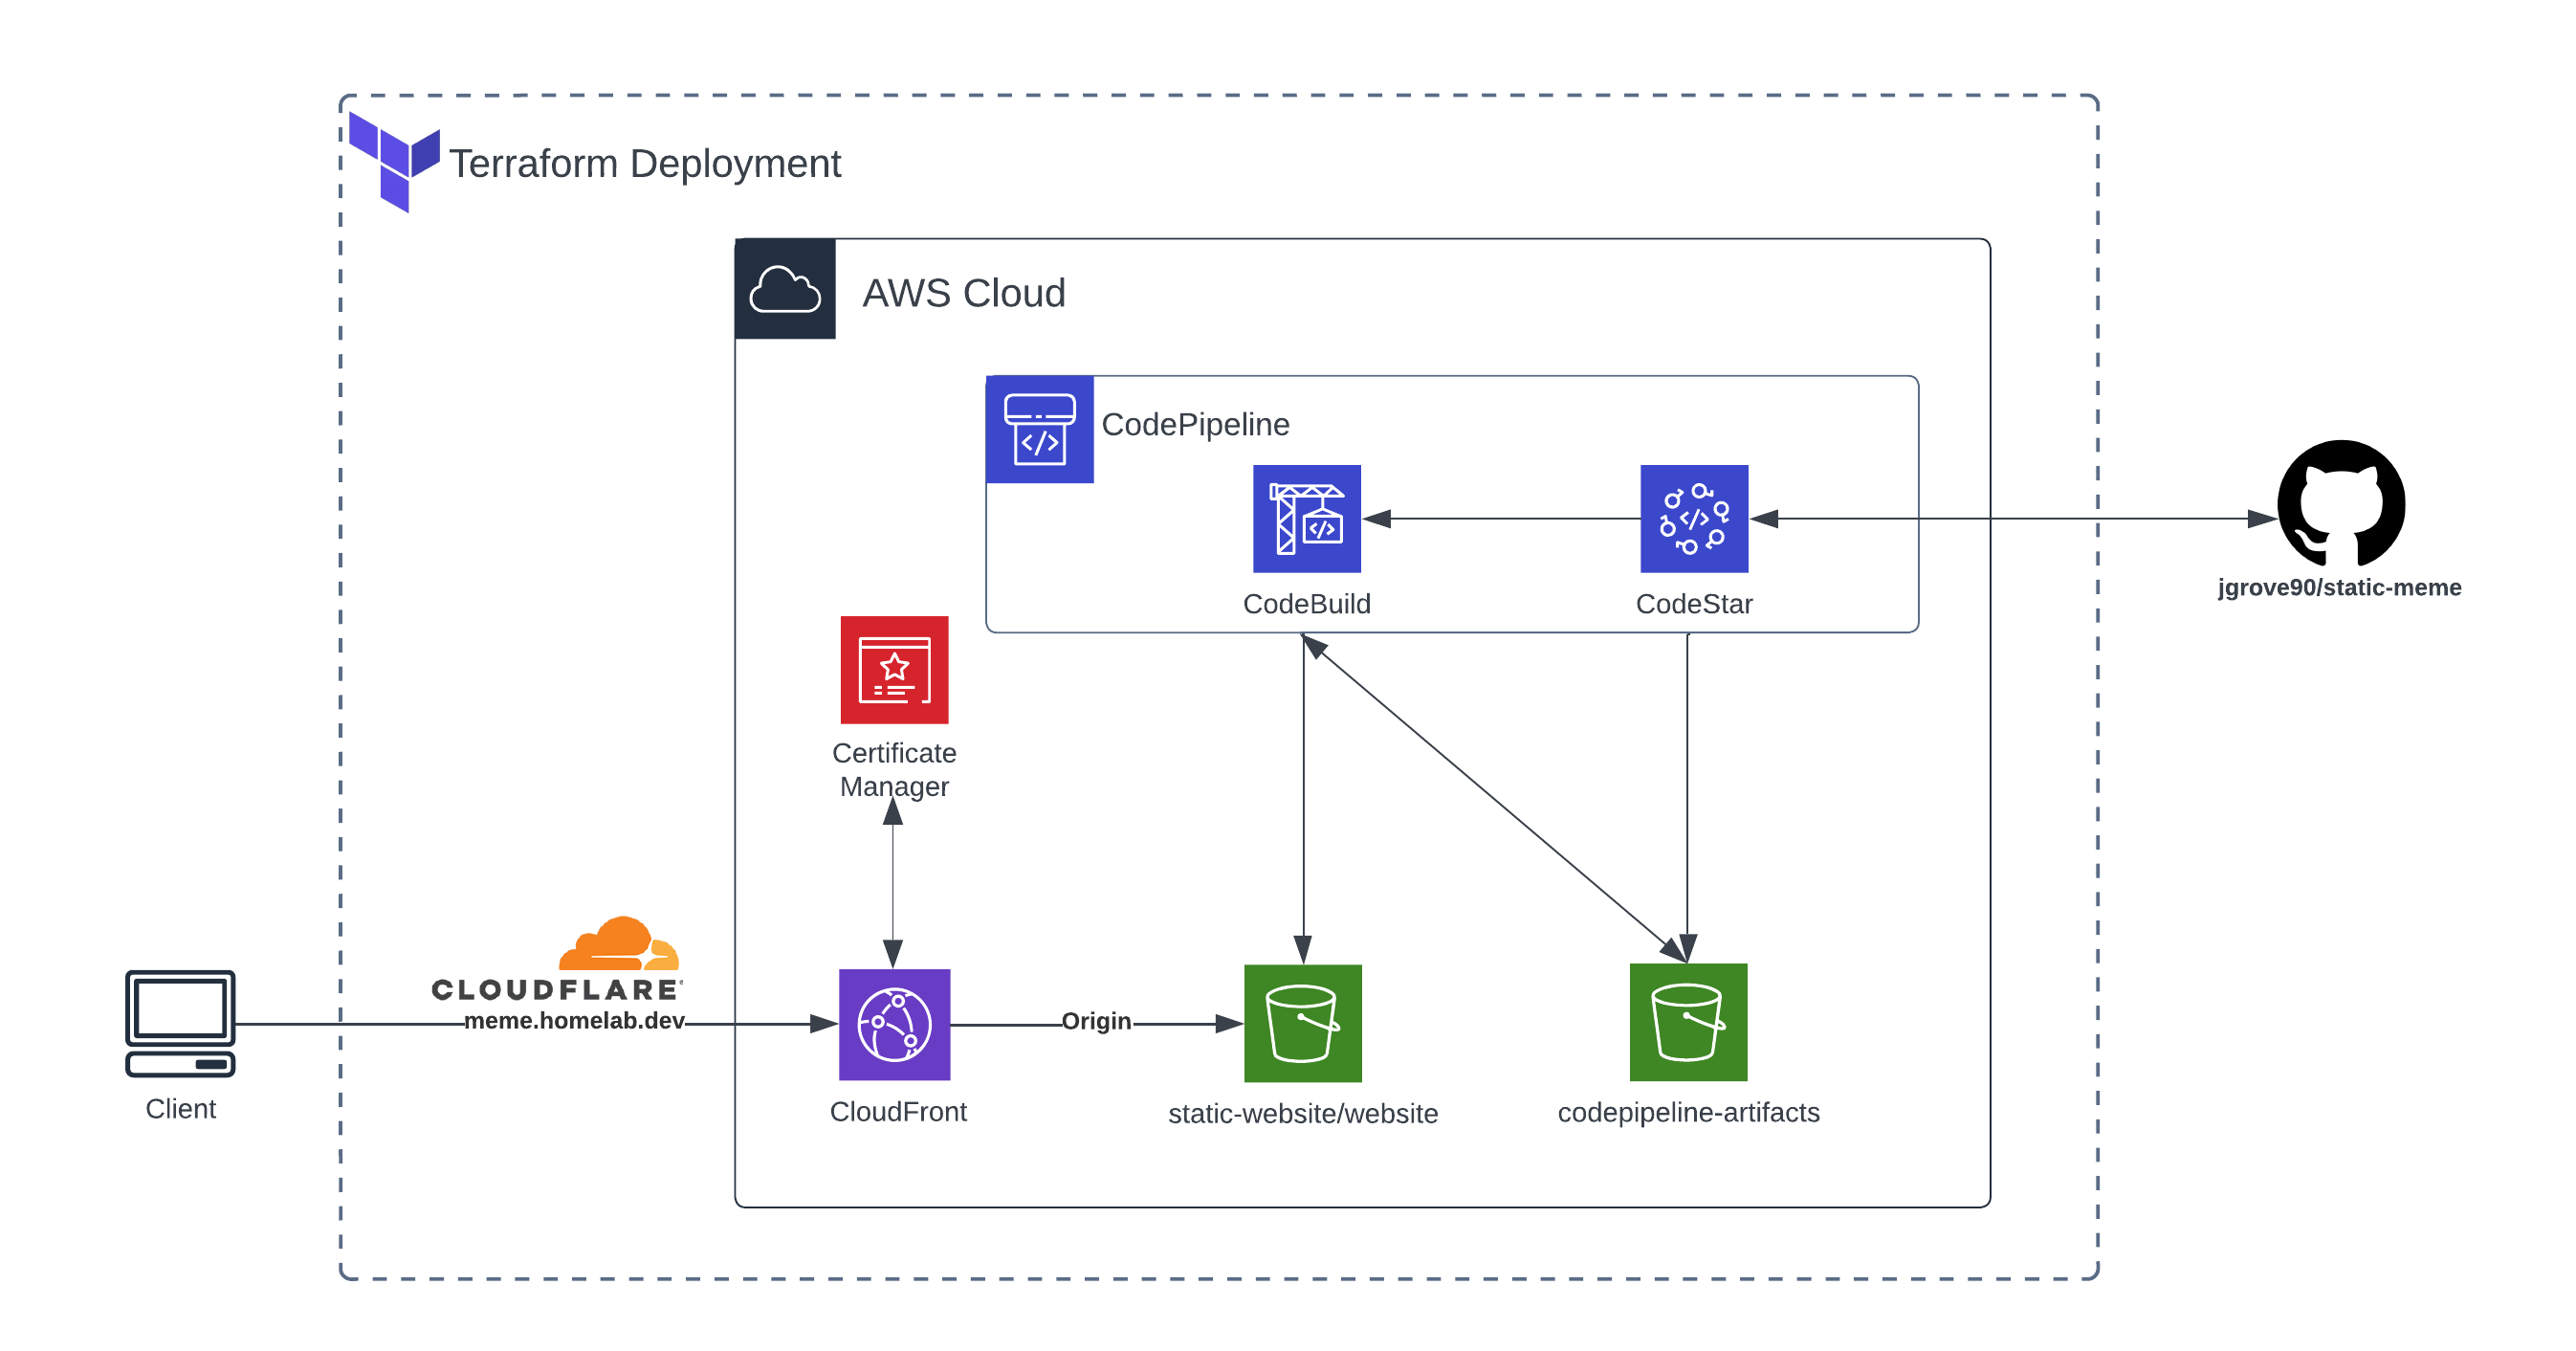 Terraform Deployment
AWS Cloud
CodePipeline
CodeBuild
CodeStar
jgrove90/static-meme
Certificate
Manager
CLOUDFLARE®
meme.homelab.dev
Origin
Client
CloudFront
static-website/website
codepipeline-artifacts